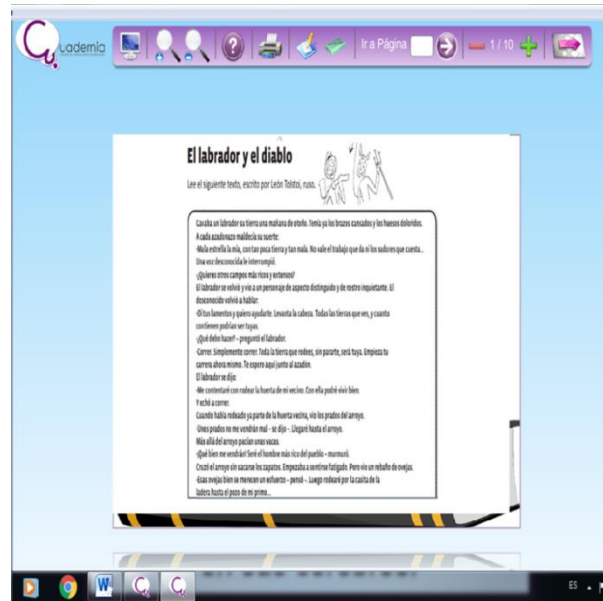 Cuadernia
Ir a Página
1 / 10
El labrador y el diablo
Lee el siguiente texto, escrito por León Tolstoi, ruso.
Cavaba un labrador su tierra una mañana de otoño. Tenía ya los brazos cansados y los huesos doloridos.
A cada azadonazo maldecía su suerte:
-Mala estrella la mía, con tan poca tierra y tan mala. No vale el trabajo que da ni los sudores que cuesta...
Una voz desconocida le interrumpió.
-¿Quieres otros campos más ricos y extensos?
El labrador se volvió y vio a un personaje de aspecto distinguido y de rostro inquietante. El
desconocido volvió a hablar:
-Oí tus lamentos y quiero ayudarte. Levanta la cabeza. Todas las tierras que ves, y cuanto
contienen podrían ser tuyas.
-¿Qué debo hacer? - preguntó el labrador.
-Correr. Simplemente correr. Toda la tierra que rodees, sin pararte, será tuya. Empieza tu
carrera ahora mismo. Te espero aquí junto al azadón.
El labrador se dijo:
-Me contentaré con rodear la huerta de mi vecino. Con ella podré vivir bien.
Y echó a correr.
Cuando había rodeado ya parte de la huerta vecina, vio los prados del arroyo.
-Unos prados no me vendrán mal - se dijo -. Llegaré hasta el arroyo.
Más allá del arroyo pacían unas vacas.
-¡Qué bien me vendrán! Seré el hombre más rico del pueblo - murmuró.
Cruzó el arroyo sin sacarse los zapatos. Empezaba a sentirse fatigado. Pero vio un rebaño de ovejas.
-Esas ovejas bien se merecen un esfuerzo - pensó -. Luego rodearé por la casita de la
ladera hasta el pozo de mi primo...
ES